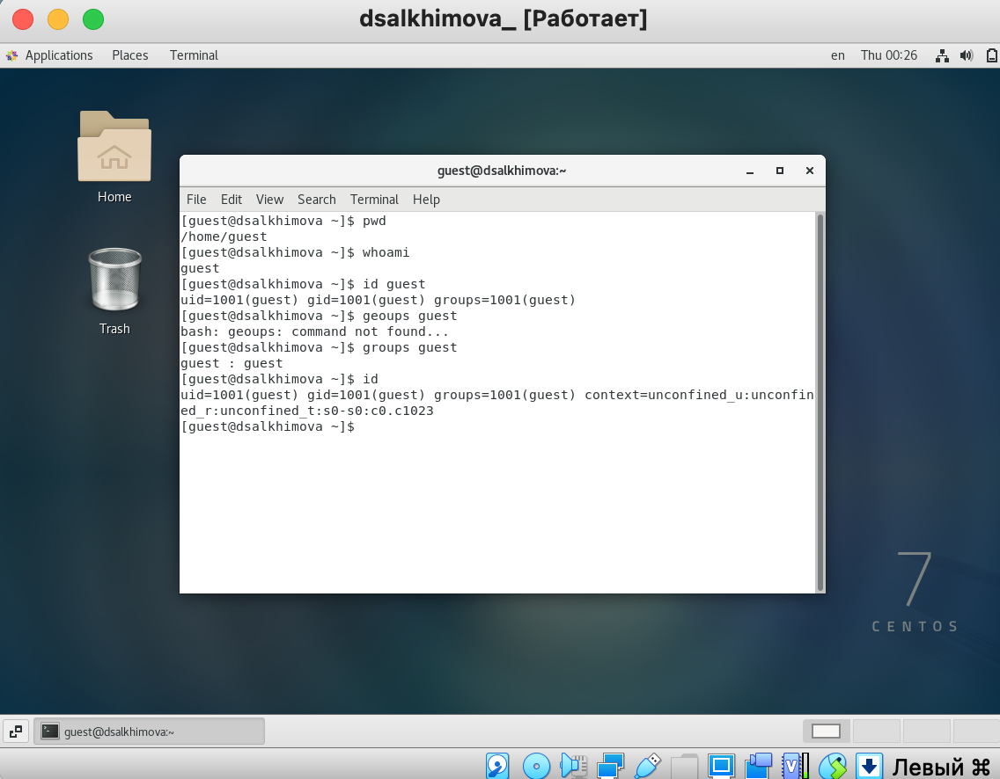 dsalkhimova_ [Работает]
Applications Places Terminal en Thu 00:26
Home
Trash
guest@dsalkhimova:~
File Edit View Search Terminal Help
[guest@dsalkhimova ~]$ pwd
/home/guest
[guest@dsalkhimova ~]$ whoami
guest
[guest@dsalkhimova ~]$ id guest
uid=1001(guest) gid=1001(guest) groups=1001(guest)
[guest@dsalkhimova ~]$ geoups guest
bash: geoups: command not found...
[guest@dsalkhimova ~]$ groups guest
guest : guest
[guest@dsalkhimova ~]$ id
uid=1001(guest) gid=1001(guest) groups=1001(guest) context=unconfined_u:unconfin
ed_r:unconfined_t:s0-s0:c0.c1023
[guest@dsalkhimova ~]$
7
CENTOS
guest@dsalkhimova:~
V
Левый ⌘